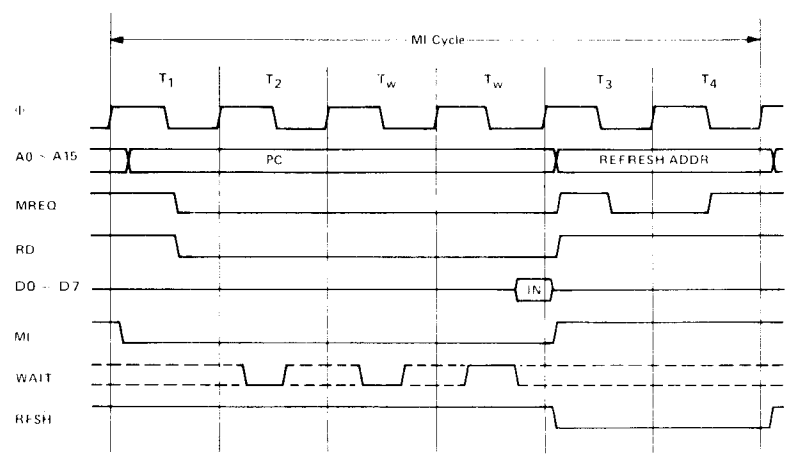 MI Cycle
T1 T2 Tw Tw T3 T4
Φ
A0 ~ A15 PC REFRESH ADDR
MREQ
RD
D0 ~ D7 IN
MI
WAIT
RFSH